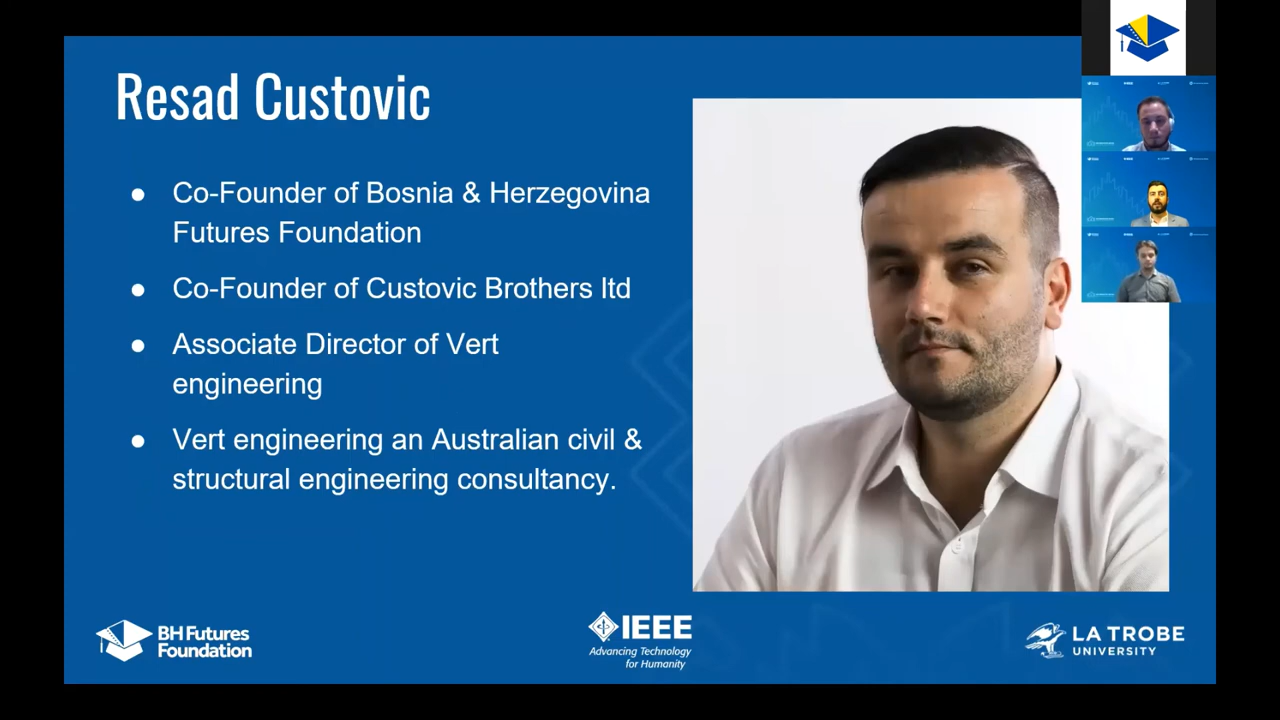 Resad Custovic
● Co-Founder of Bosnia & Herzegovina
Futures Foundation
● Co-Founder of Custovic Brothers ltd
● Associate Director of Vert
engineering
● Vert engineering an Australian civil &
structural engineering consultancy.
BH Futures
Foundation
IEEE
Advancing Technology
for Humanity
LA TROBE
UNIVERSITY